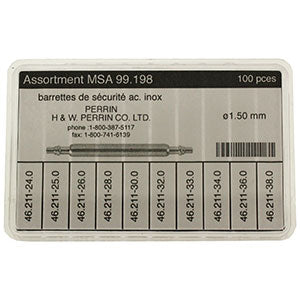 Assortment MSA 99.198
100 pces
barrettes de sécurité ac. inox
PERRIN
H & W. PERRIN CO. LTD.
phone :1-800-387-5117
fax: 1-800-741-6139
ø1.50 mm
46.211-24.0
46.211-25.0
46.211-26.0
46.211-28.0
46.211-30.0
46.211-32.0
46.211-33.0
46.211-34.0
46.211-36.0
46.211-38.0